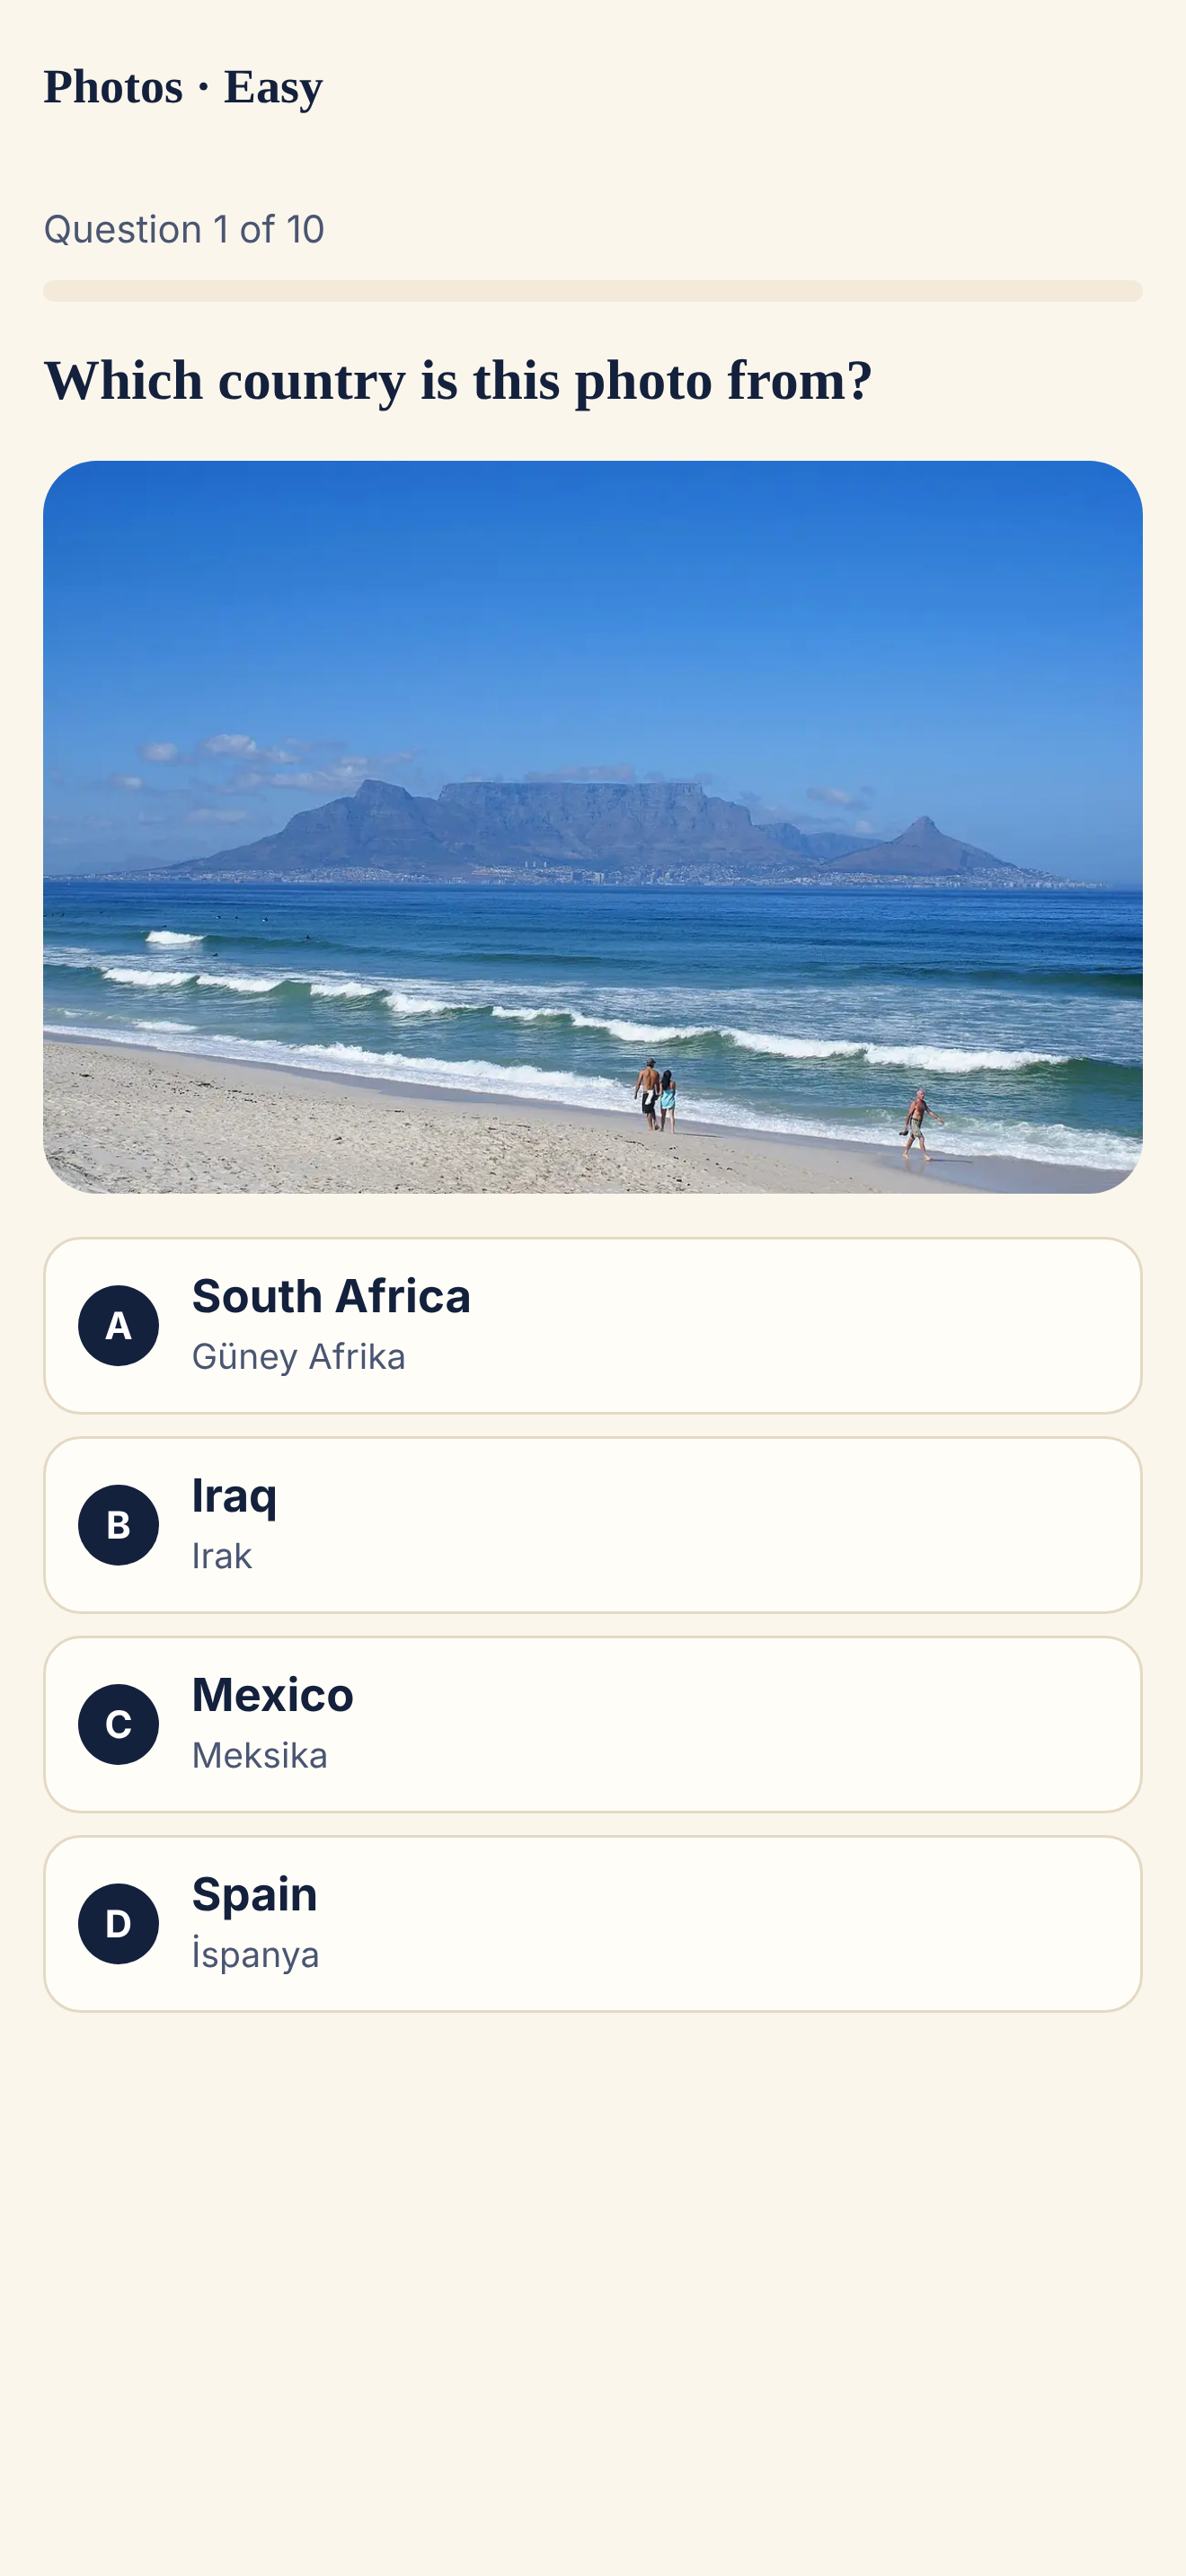 Photos · Easy
Question 1 of 10
Which country is this photo from?
A
South Africa
Güney Afrika
B
Iraq
Irak
C
Mexico
Meksika
D
Spain
İspanya